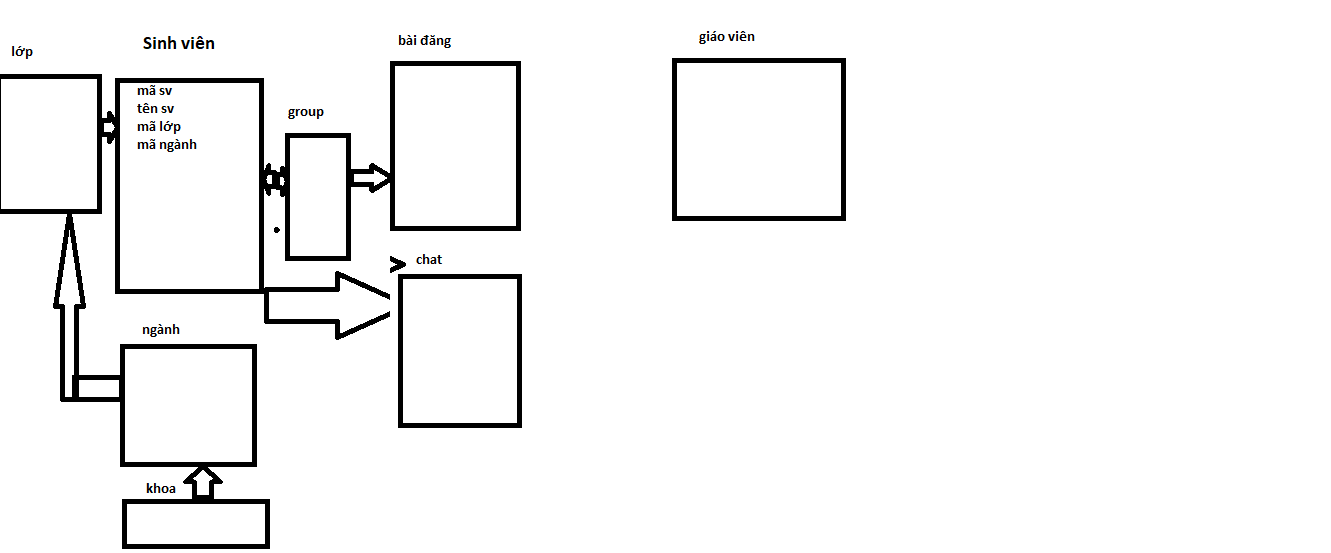 lớp
Sinh viên
mã sv
tên sv
mã lớp
mã ngành
group
bài đăng
giáo viên
chat
ngành
khoa